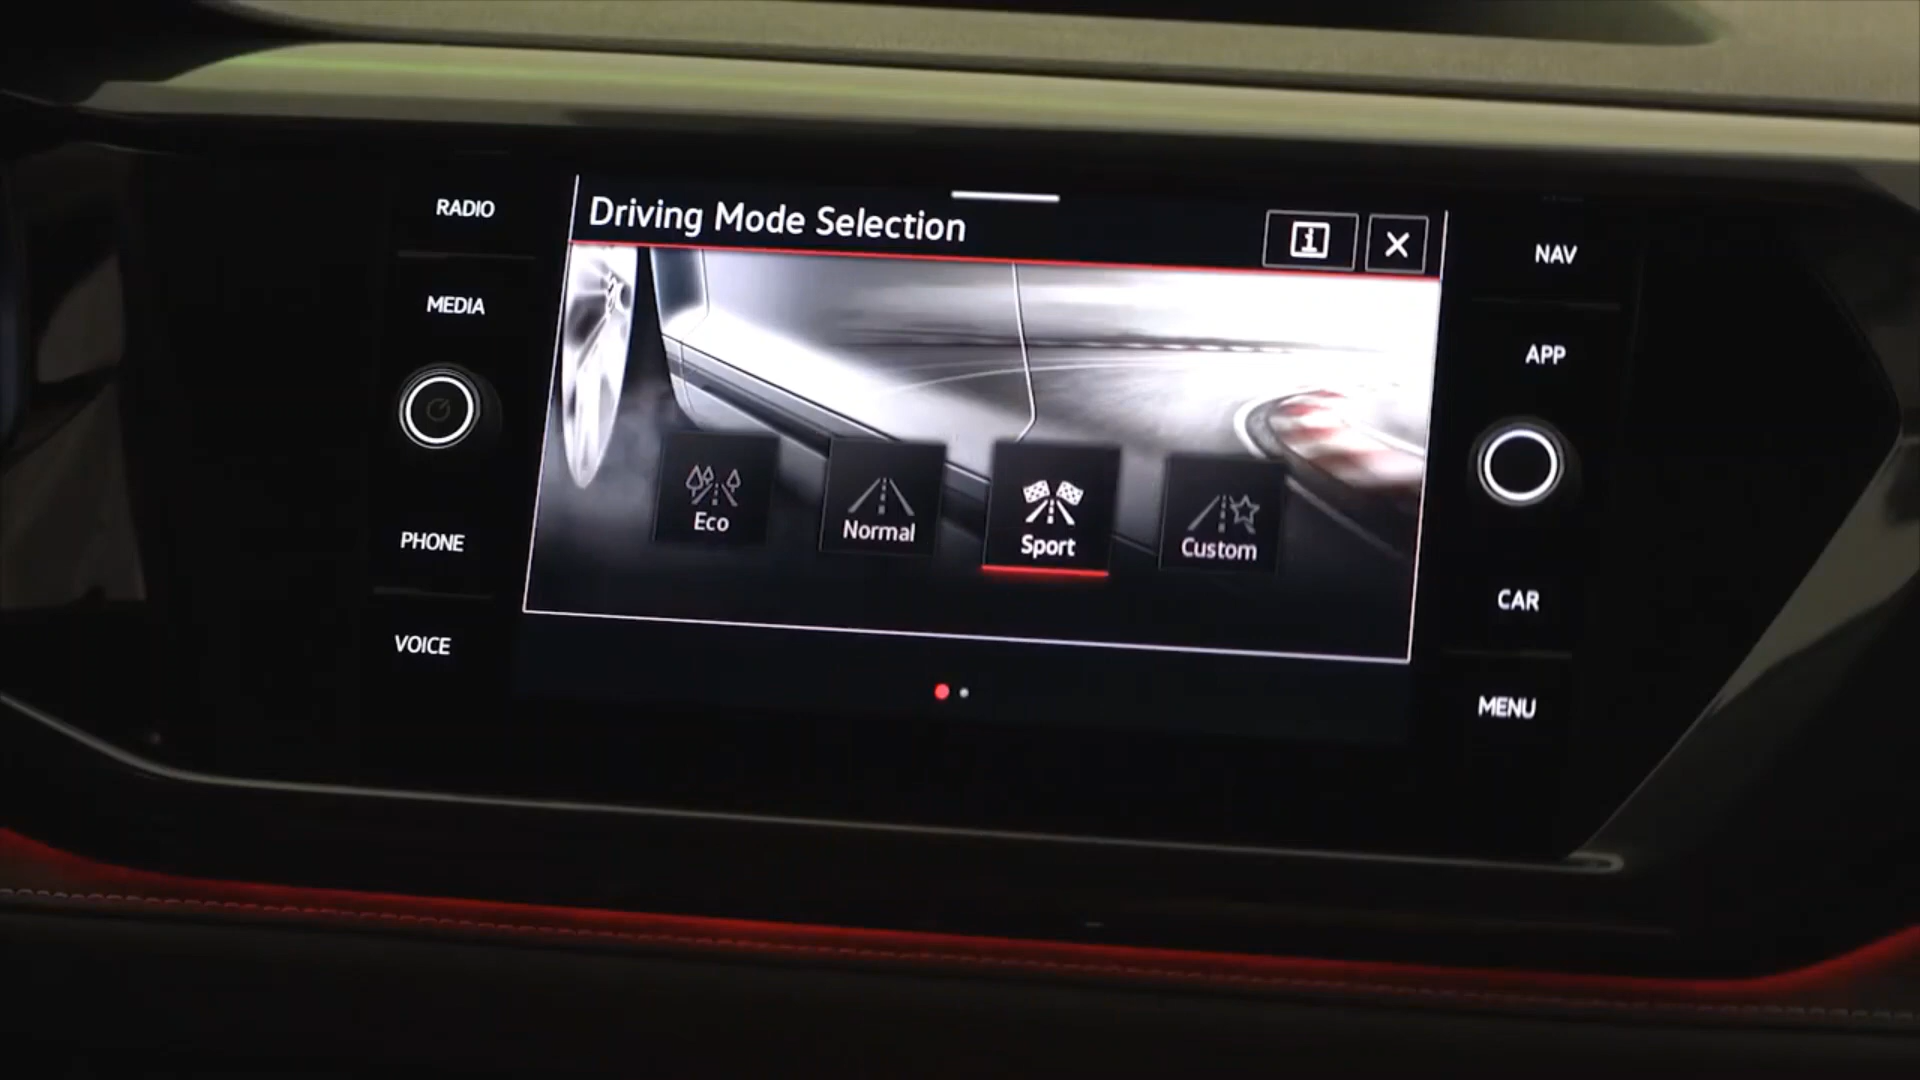 RADIO
MEDIA
PHONE
VOICE
Driving Mode Selection
Eco
Normal
Sport
Custom
NAV
APP
CAR
MENU